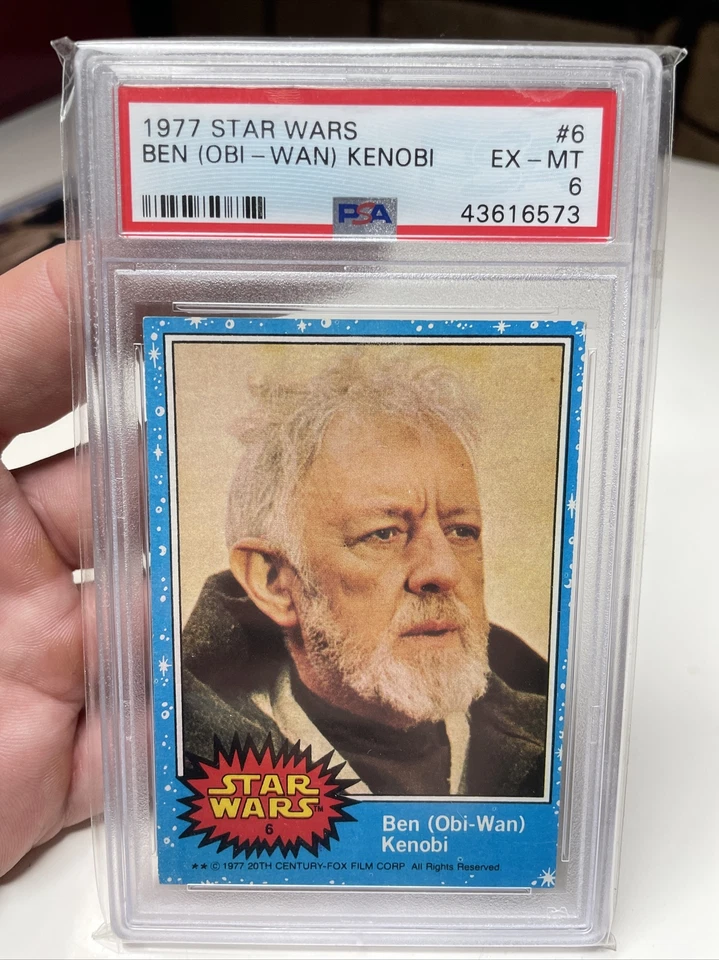 1977 STAR WARS #6
BEN (OBI-WAN) KENOBI EX-MT
6
PSA 43616573
STAR
WARS™
6
Ben (Obi-Wan)
Kenobi
★★ © 1977 20TH CENTURY-FOX FILM CORP. All Rights Reserved.